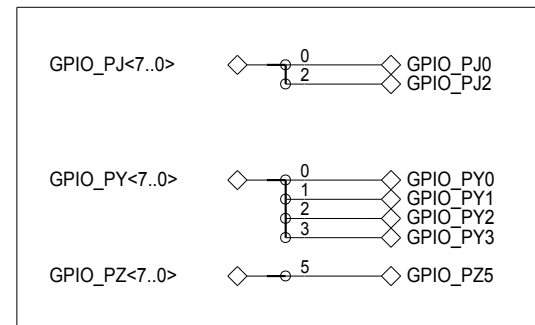 GPIO_PJ<7..0> 0 GPIO_PJ0
2 GPIO_PJ2
GPIO_PY<7..0> 0 GPIO_PY0
1 GPIO_PY1
2 GPIO_PY2
3 GPIO_PY3
GPIO_PZ<7..0> 5 GPIO_PZ5